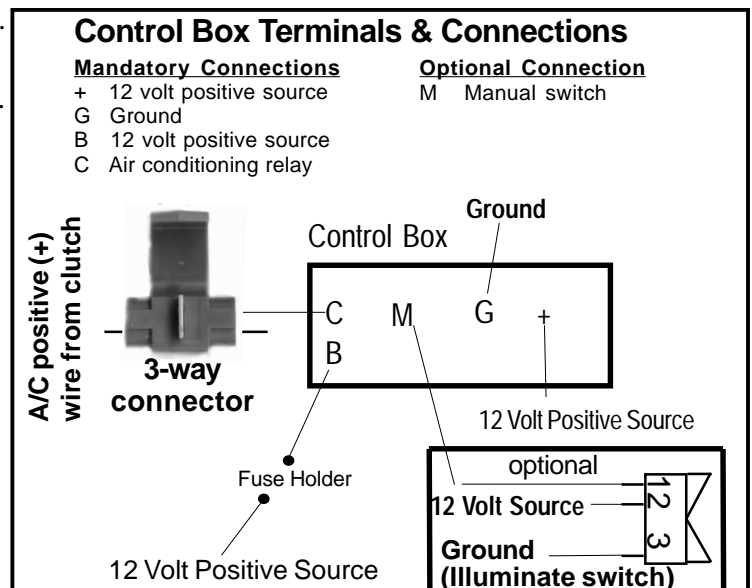 Control Box Terminals & Connections
Mandatory Connections
+ 12 volt positive source
G Ground
B 12 volt positive source
C Air conditioning relay
Optional Connection
M Manual switch
A/C positive (+)
wire from clutch
3-way
connector
Control Box
Ground
C M G +
B
12 Volt Positive Source
Fuse Holder
12 Volt Positive Source
optional
12 Volt Source
Ground
(Illuminate switch)
1
2
3